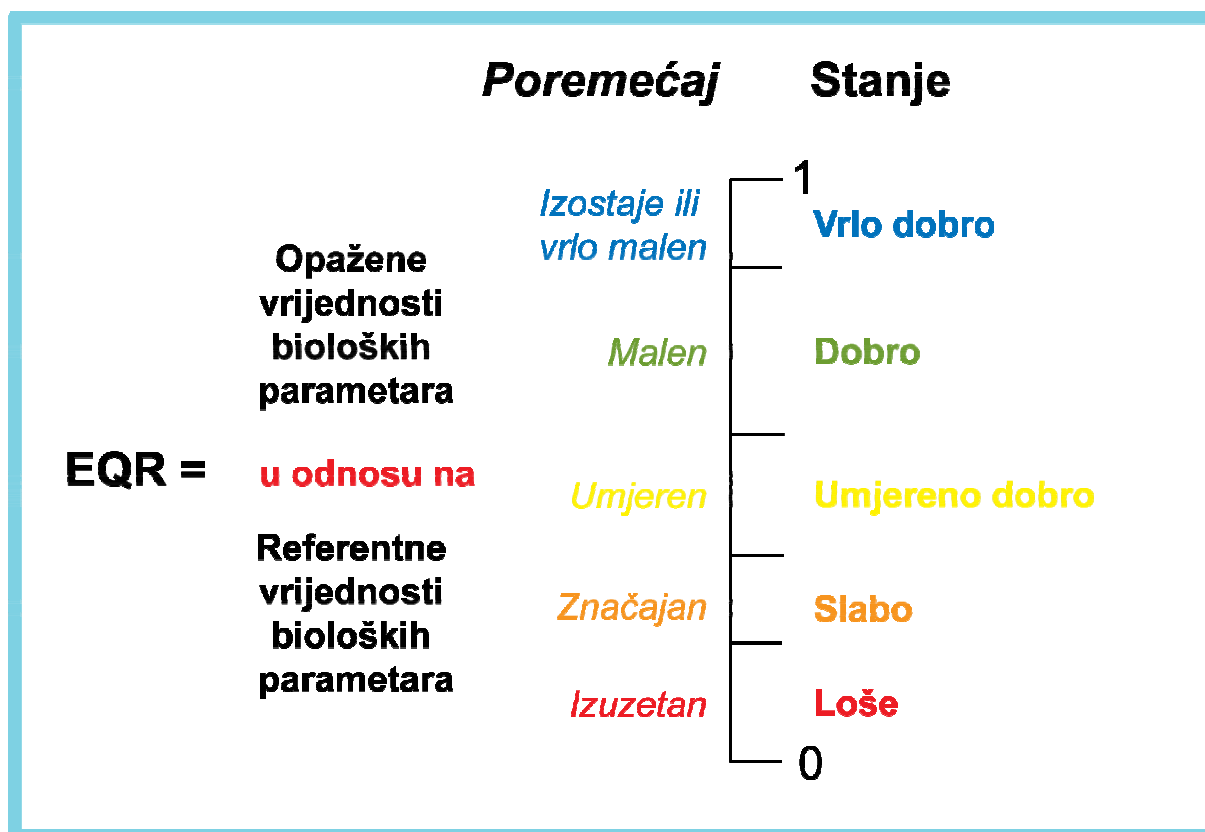 Poremećaj Stanje
1
Izostaje ili
vrlo malen
Vrlo dobro
Opažene
vrijednosti
bioloških
parametara
Malen
Dobro
EQR = u odnosu na
Umjeren
Umjereno dobro
Referentne
vrijednosti
bioloških
parametara
Značajan
Slabo
Izuzetan
Loše
0